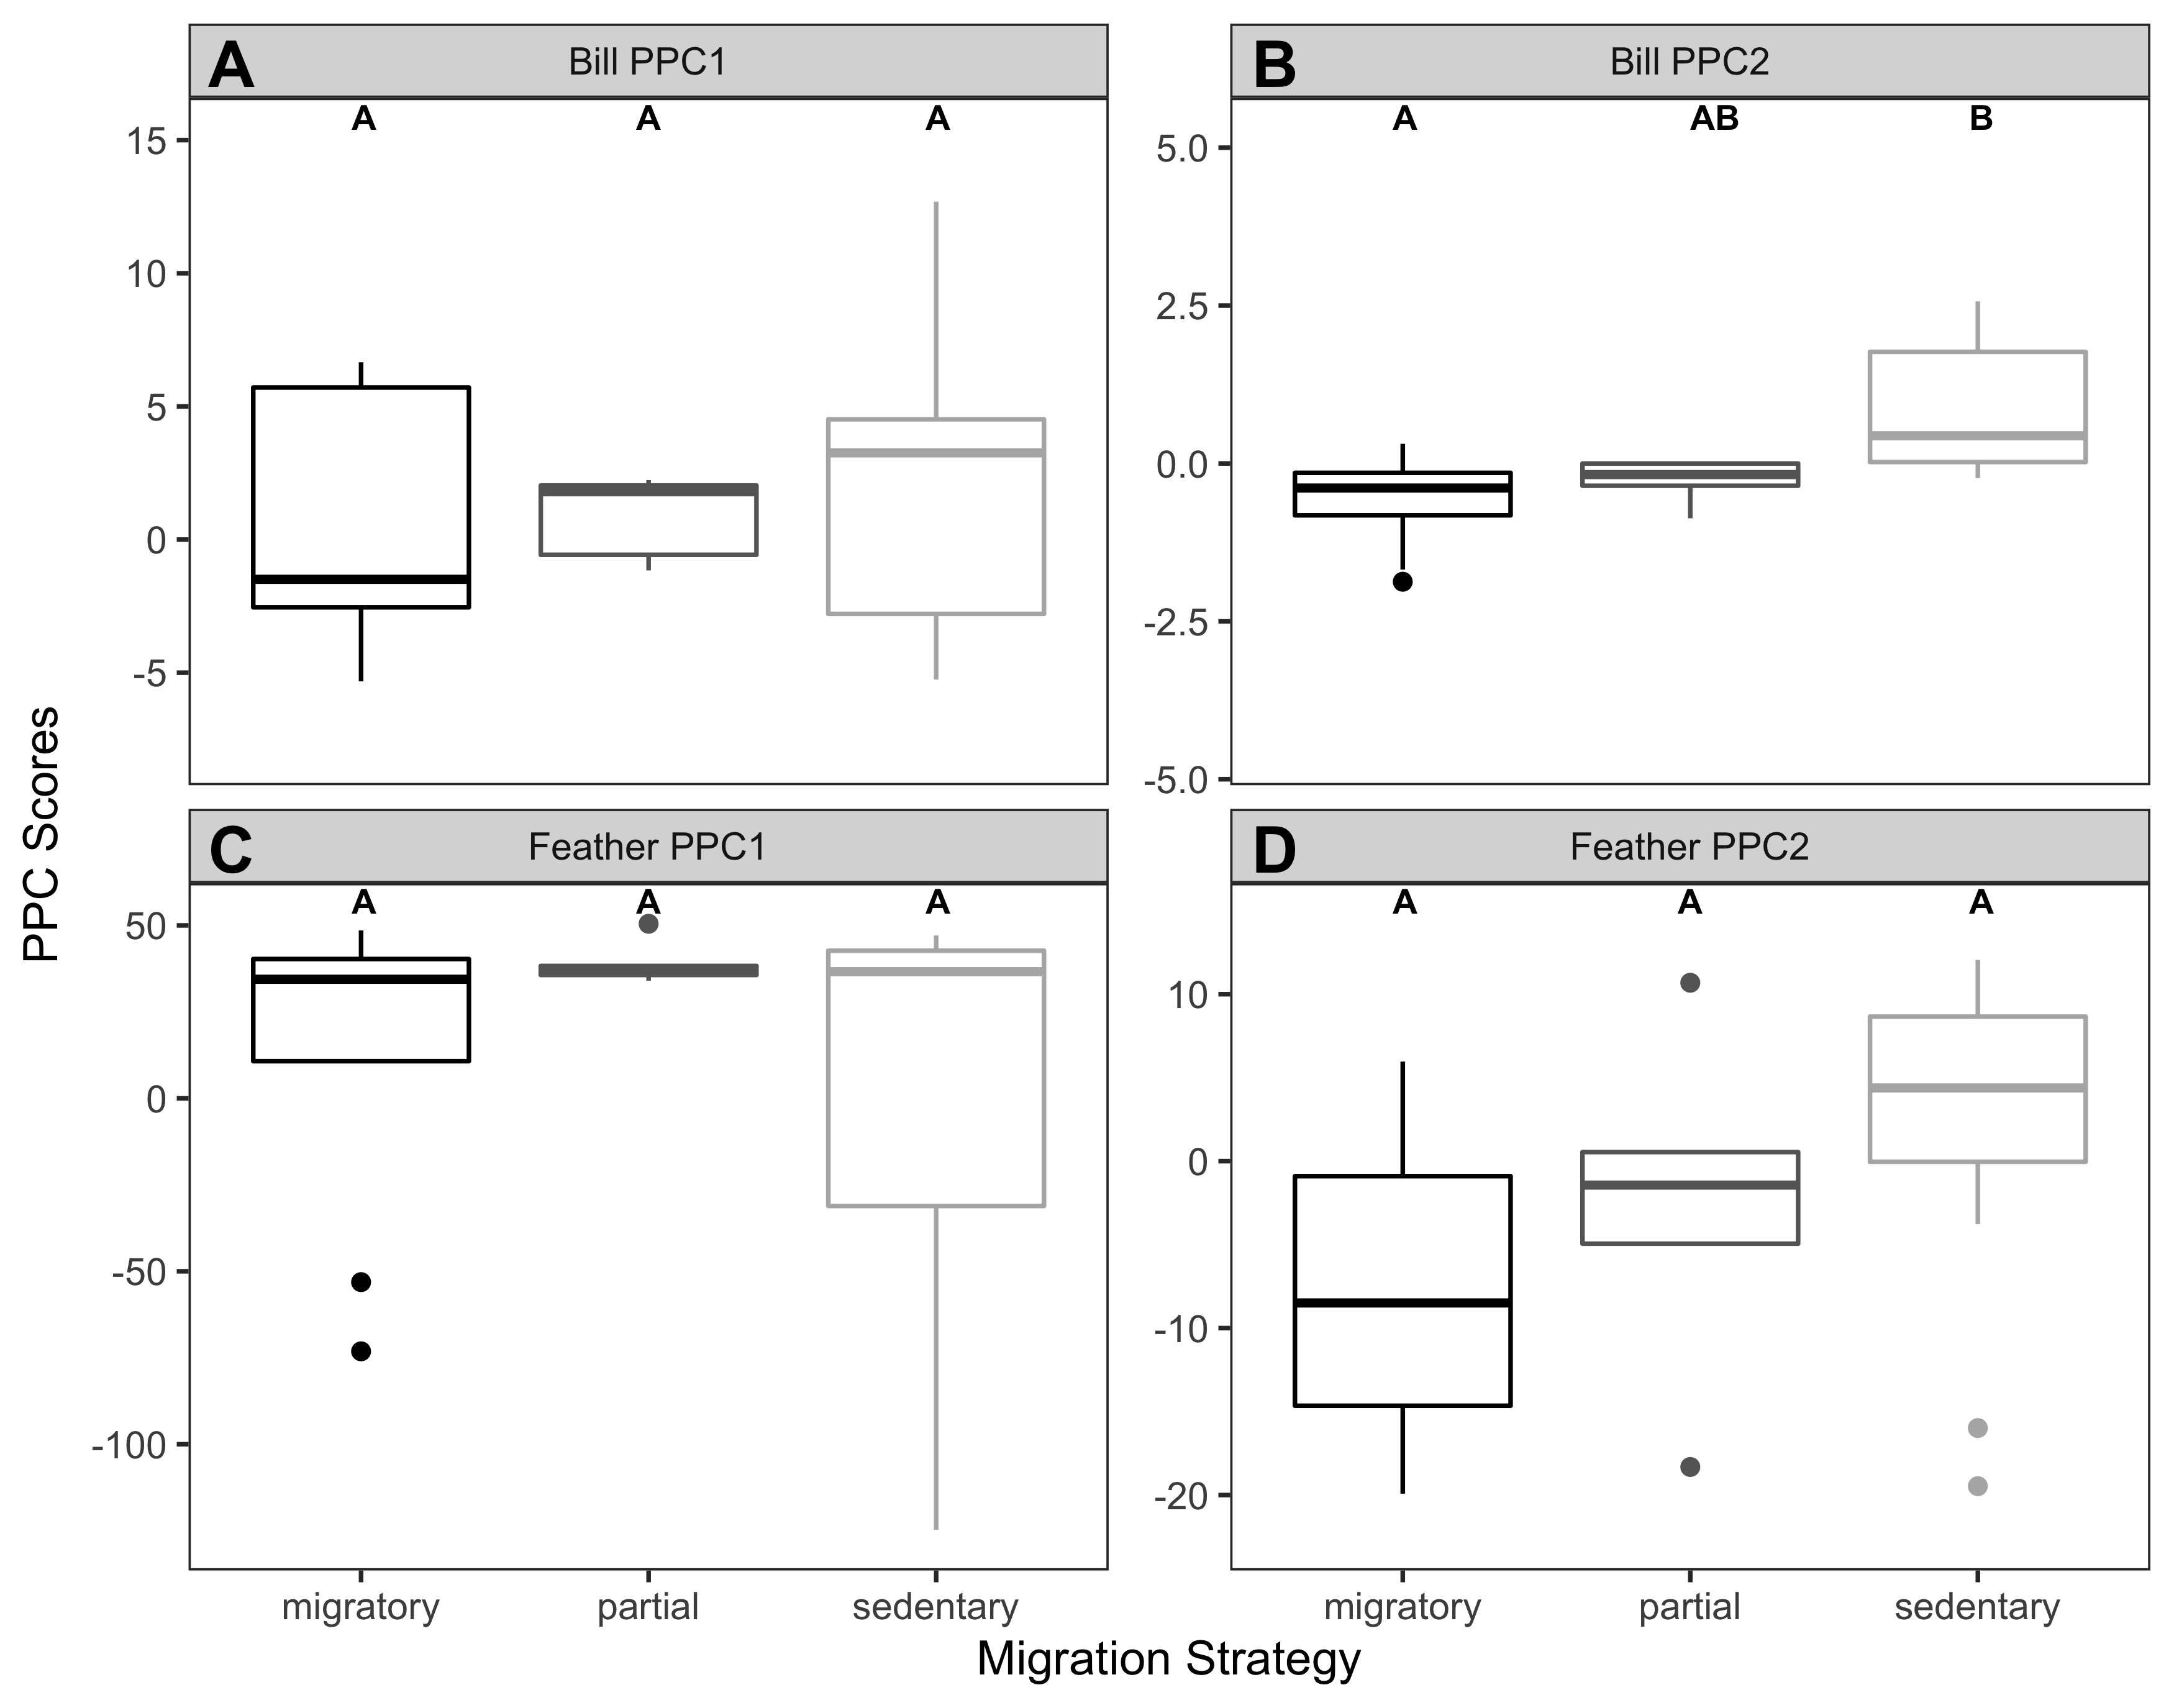 A Bill PPC1
B Bill PPC2
A A A
A AB B
15
10
5
0
-5
5.0
2.5
0.0
-2.5
-5.0
PPC Scores
C Feather PPC1
D Feather PPC2
A A A
A A A
50
0
-50
-100
10
0
-10
-20
migratory partial sedentary
migratory partial sedentary
Migration Strategy